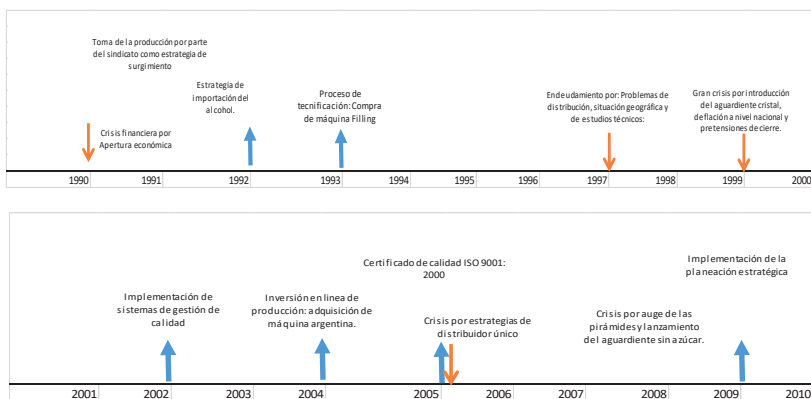 Toma de la producción por parte
del sindicato como estrategia de
surgimiento
Crisis financiera por
Apertura económica
Estrategia de
importación del
alcohol.
Proceso de
tecnificación: Compra
de máquina Filling
Endeudamiento por: Problemas de
distribución, situación geográfica y
de estudios técnicos:
Gran crisis por introducción
del aguardiente cristal,
deflación a nivel nacional y
pretensiones de cierre.
1990 1991 1992 1993 1994 1995 1996 1997 1998 1999 2000
Implementación de
sistemas de gestión de
calidad
Inversión en linea de
producción: adquisición de
máquina argentina.
Certificado de calidad ISO 9001:
2000
Crisis por estrategias de
distribuidor único
Crisis por auge de las
pirámides y lanzamiento
del aguardiente sin azúcar.
Implementación de la
planeación estratégica
2001 2002 2003 2004 2005 2006 2007 2008 2009 2010